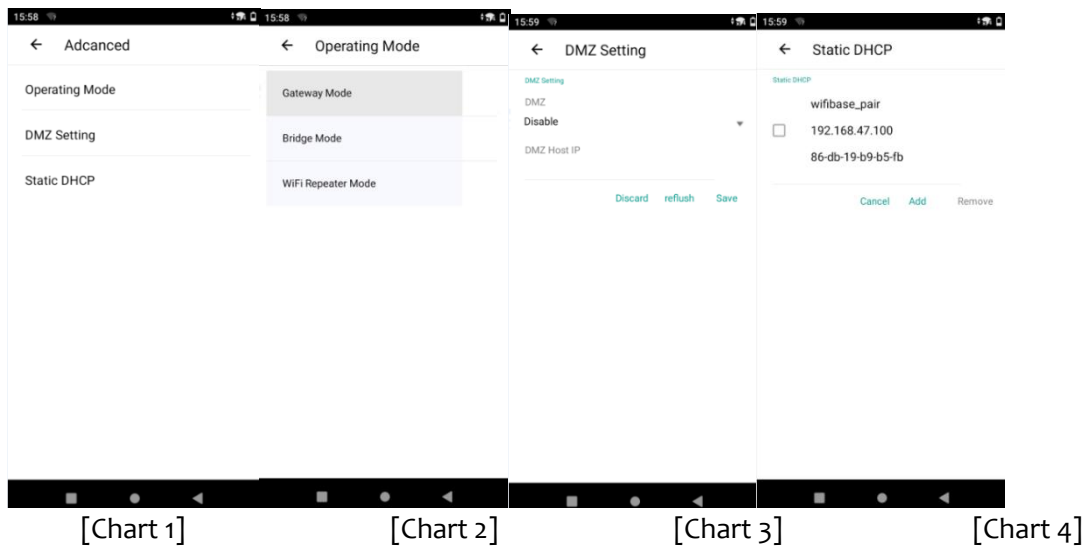 15:58
Adcanced
Operating Mode
DMZ Setting
Static DHCP
15:58
Operating Mode
Gateway Mode
Bridge Mode
WiFi Repeater Mode
15:59
DMZ Setting
DMZ Setting
DMZ
Disable
DMZ Host IP
Discard reflush Save
15:59
Static DHCP
Static DHCP
wifibase_pair
192.168.47.100
86-db-19-b9-b5-fb
Cancel Add Remove
[Chart 1] [Chart 2] [Chart 3] [Chart 4]